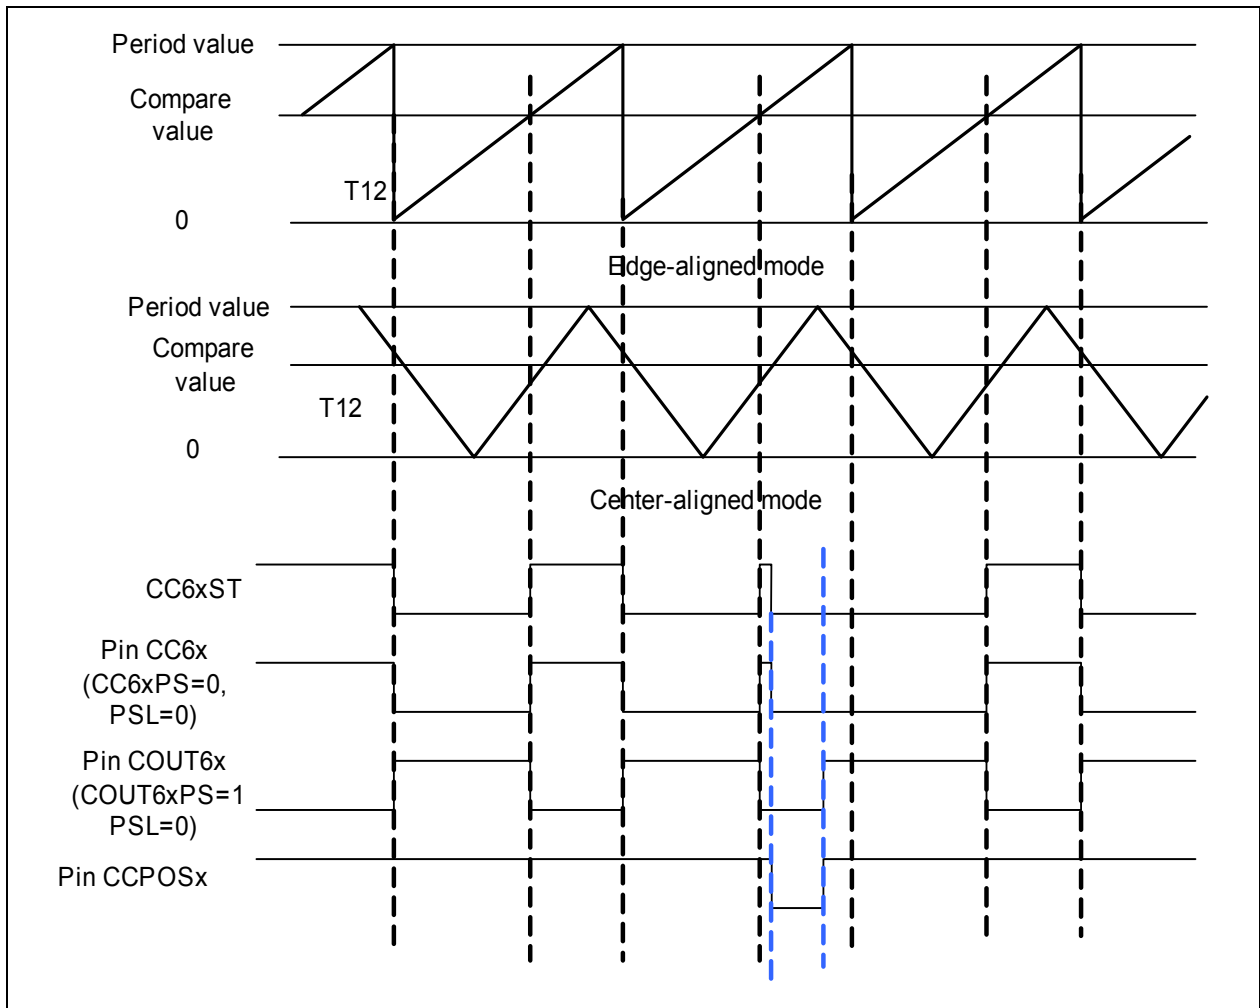 Period value
Compare
value
T12
0
Edge-aligned mode
Period value
Compare
value
T12
0
Center-aligned mode
CC6xST
Pin CC6x
(CC6xPS=0,
PSL=0)
Pin COUT6x
(COUT6xPS=1
PSL=0)
Pin CCPOSx